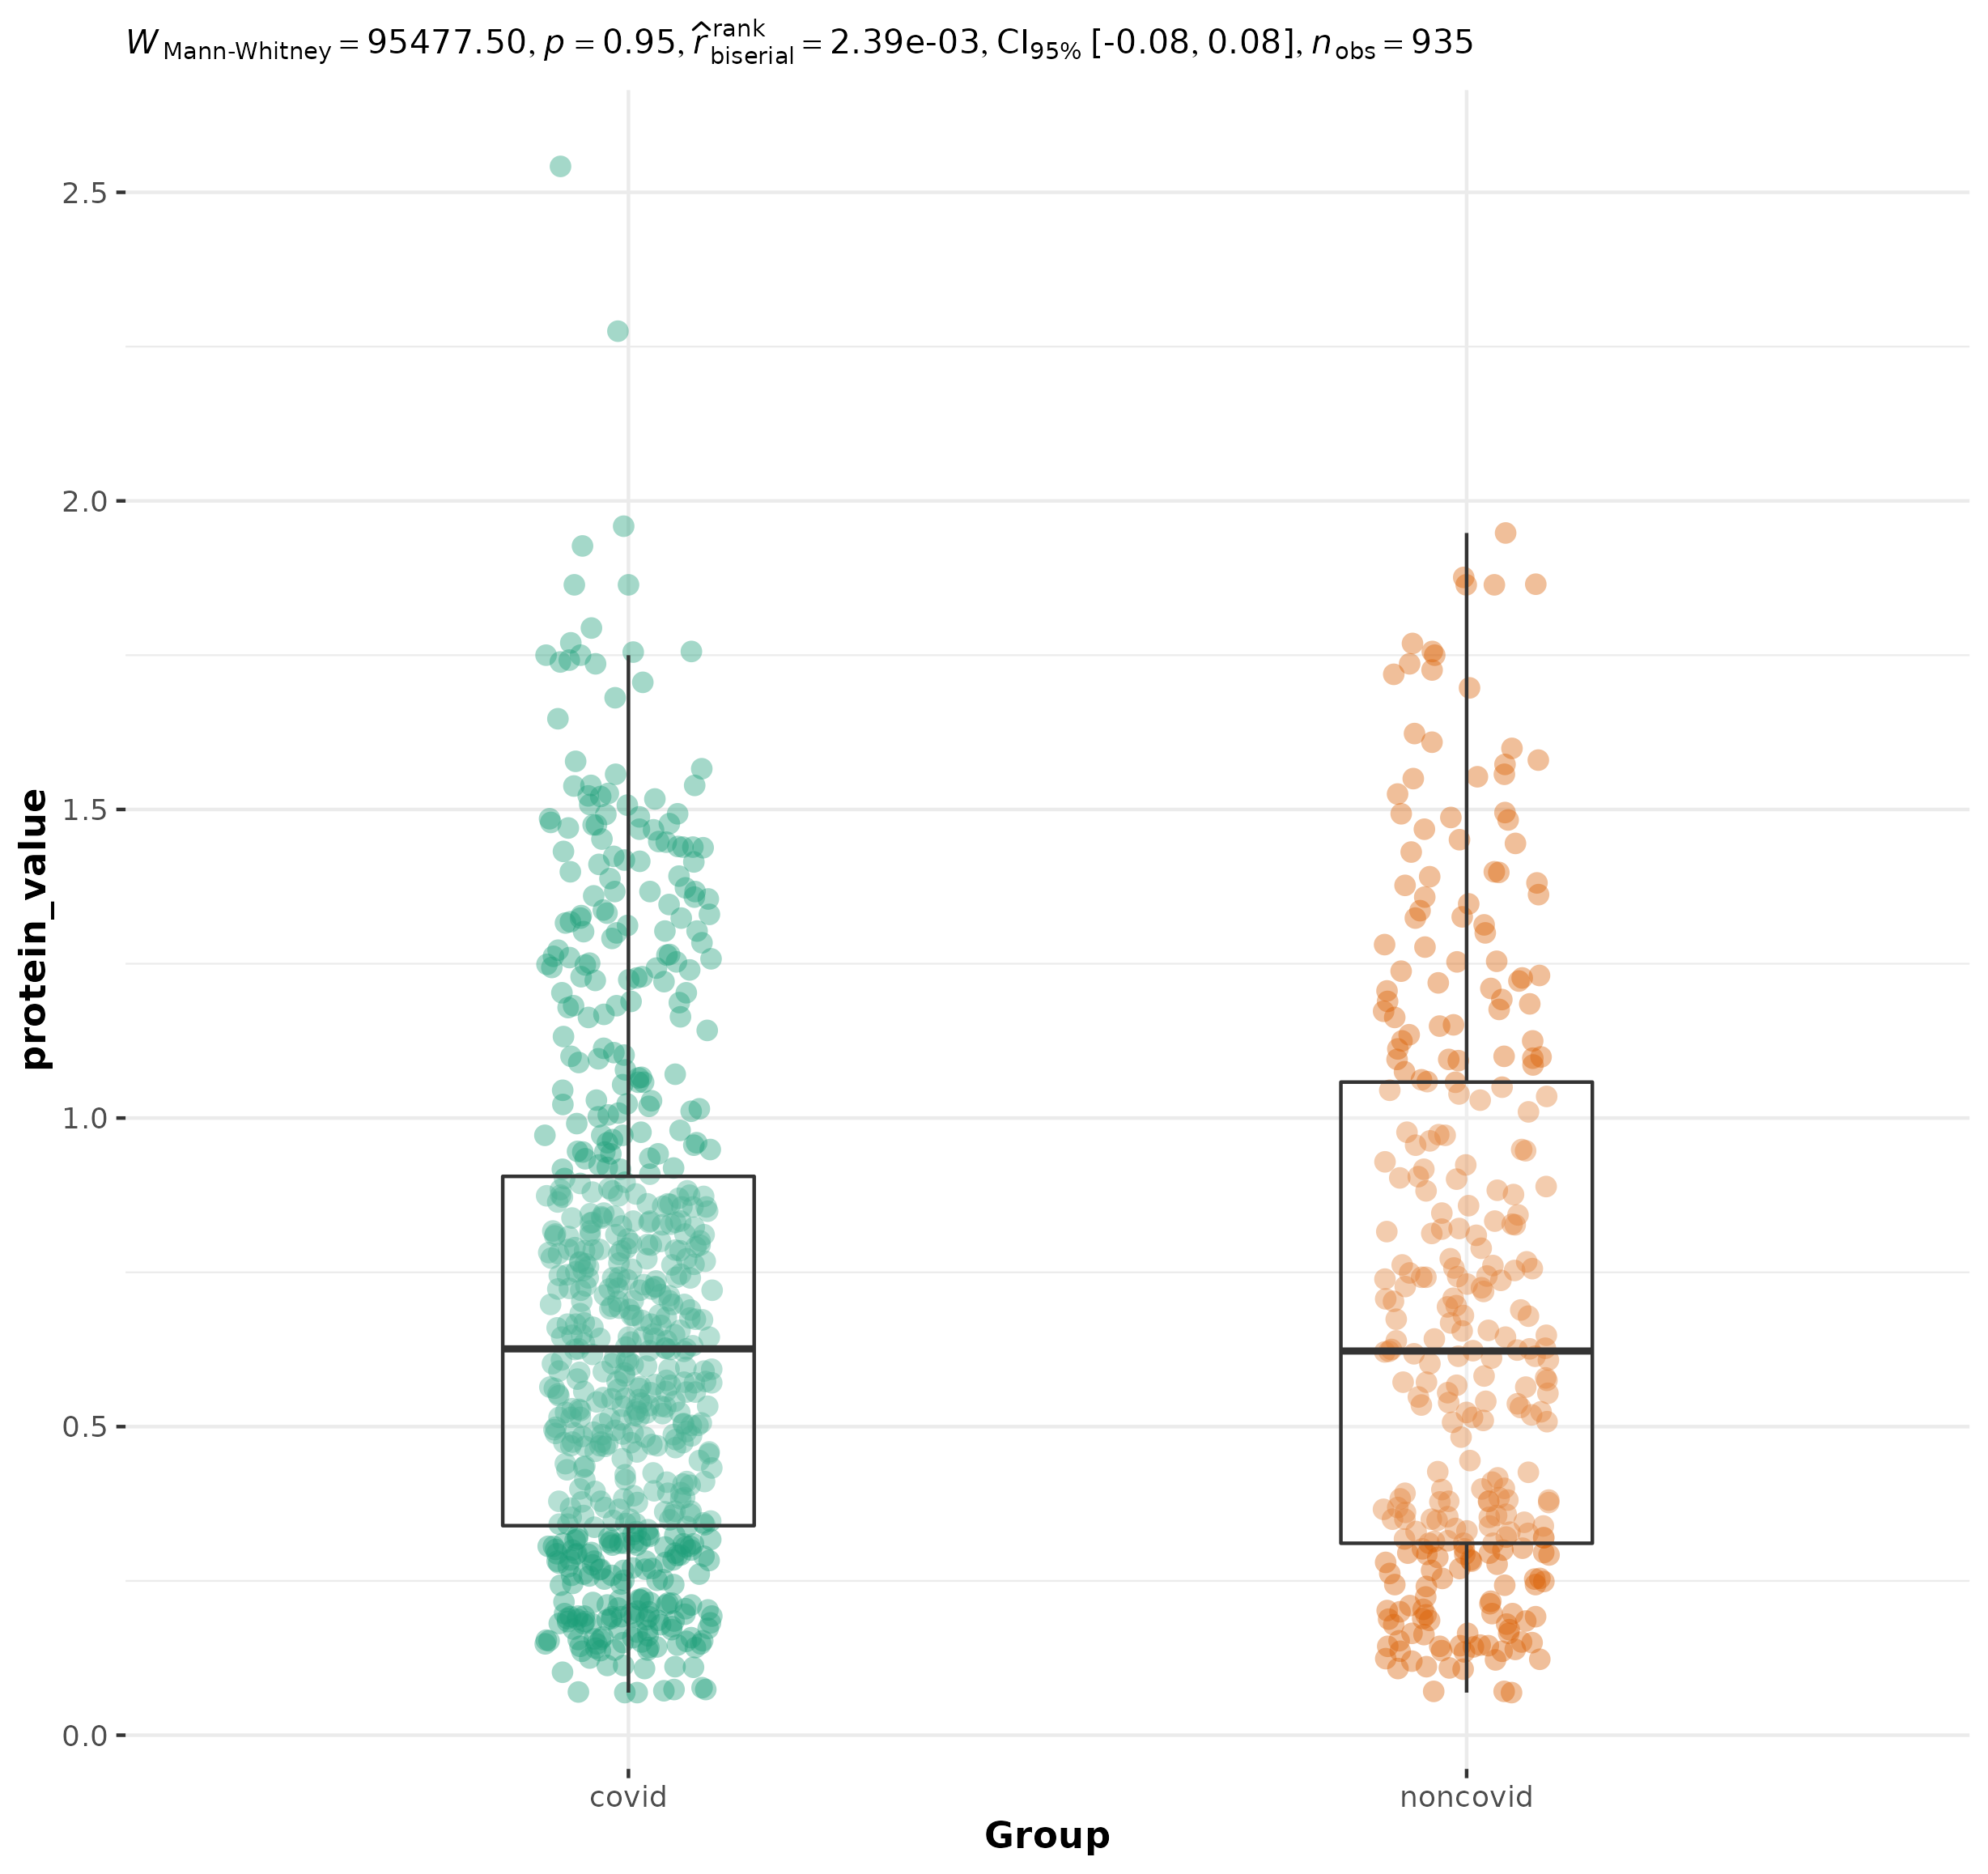 W Mann-Whitney = 95477.50, p = 0.95, r̂ rank biserial = 2.39e-03, CI95% [-0.08, 0.08], n obs = 935
protein_value
2.5
2.0
1.5
1.0
0.5
0.0
covid noncovid
Group